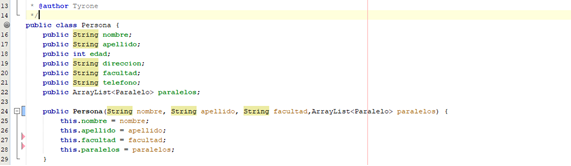 13 * @author Tyrone
14 */
public class Persona {
16 public String nombre;
17 public String apellido;
18 public int edad;
19 public String direccion;
20 public String facultad;
21 public String telefono;
22 public ArrayList<Paralelo> paralelos;
23
24 public Persona(String nombre, String apellido, String facultad,ArrayList<Paralelo> paralelos) {
25 this.nombre = nombre;
26 this.apellido = apellido;
27 this.facultad = facultad;
28 this.paralelos = paralelos;
29 }